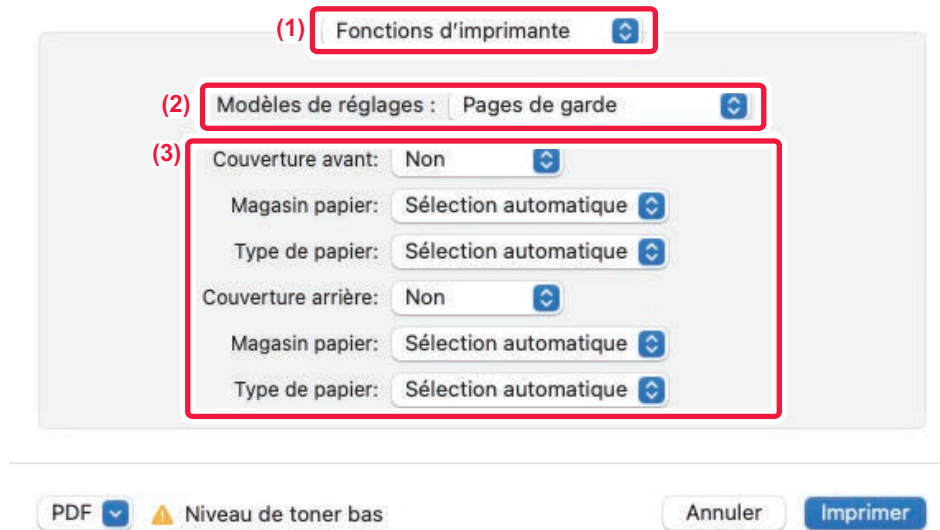 (1) Fonctions d'imprimante
(2) Modèles de réglages : Pages de garde
(3) Couverture avant: Non
Magasin papier: Sélection automatique
Type de papier: Sélection automatique
Couverture arrière: Non
Magasin papier: Sélection automatique
Type de papier: Sélection automatique
PDF Niveau de toner bas Annuler Imprimer